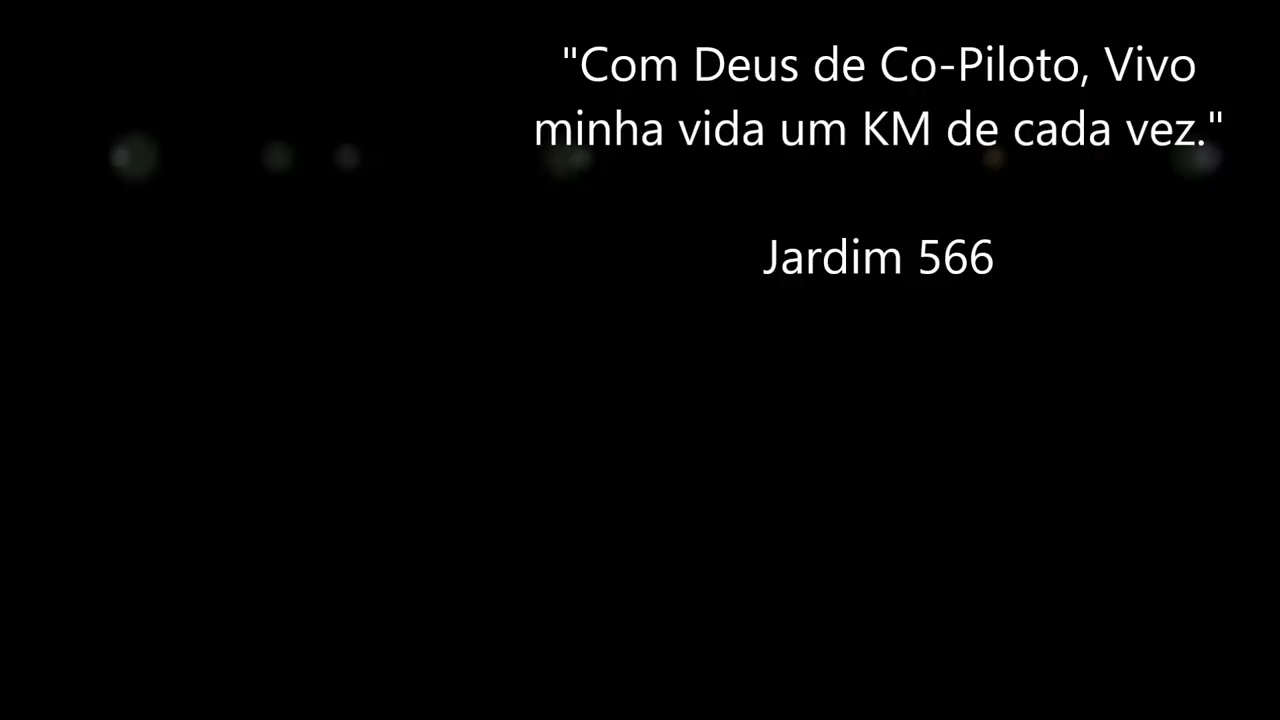 "Com Deus de Co-Piloto, Vivo
minha vida um KM de cada vez."
Jardim 566